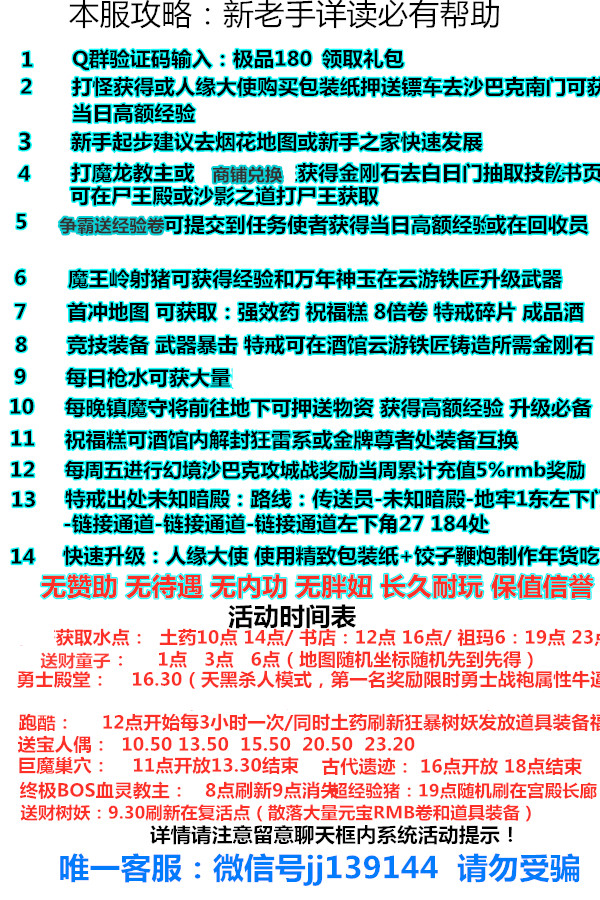 本服攻略：新老手详读必有帮助
1 Q群验证码输入：极品180 领取礼包
2 打怪获得或人缘大使购买包装纸押送镖车去沙巴克南门可获
当日高额经验
3 新手起步建议去烟花地图或新手之家快速发展
4 打魔龙教主或 商铺兑换 获得金刚石去白日门抽取技能书页
可在尸王殿或沙影之道打尸王获取
5 争霸送经验卷可提交到任务使者获得当日高额经验或在回收员
6 魔王岭射猪可获得经验和万年神玉在云游铁匠升级武器
7 首冲地图 可获取：强效药 祝福糕 8倍卷 特戒碎片 成品酒
8 竞技装备 武器暴击 特戒可在酒馆云游铁匠铸造所需金刚石
9 每日枪水可获大量
10 每晚镇魔守将前往地下可押送物资 获得高额经验 升级必备
11 祝福糕可酒馆内解封狂雷系或金牌尊者处装备互换
12 每周五进行幻境沙巴克攻城战奖励当周累计充值5%rmb奖励
13 特戒出处未知暗殿：路线：传送员-未知暗殿-地牢1东左下门
-链接通道-链接通道-链接通道左下角27 184处
14 快速升级：人缘大使 使用精致包装纸+饺子鞭炮制作年货吃
无赞助 无待遇 无内功 无胖妞 长久耐玩 保值信誉
活动时间表
获取水点： 土药10点 14点/ 书店：12点 16点/ 祖玛6：19点 23点
送财童子： 1点 3点 6点（地图随机坐标随机先到先得）
勇士殿堂： 16.30（天黑杀人模式，第一名奖励限时勇士战袍属性牛逼
跑酷： 12点开始每3小时一次/同时土药刷新狂暴树妖发放道具装备福
送宝人偶： 10.50 13.50 15.50 20.50 23.20
巨魔巢穴： 11点开放13.30结束 古代遗迹： 16点开放 18点结束
终极BOS血灵教主： 8点刷新9点消失 超经验猪：19点随机刷在宫殿长廊
送财树妖：9.30刷新在复活点（散落大量元宝RMB卷和道具装备）
详情请注意留意聊天框内系统活动提示！
唯一客服：微信号jj139144 请勿受骗